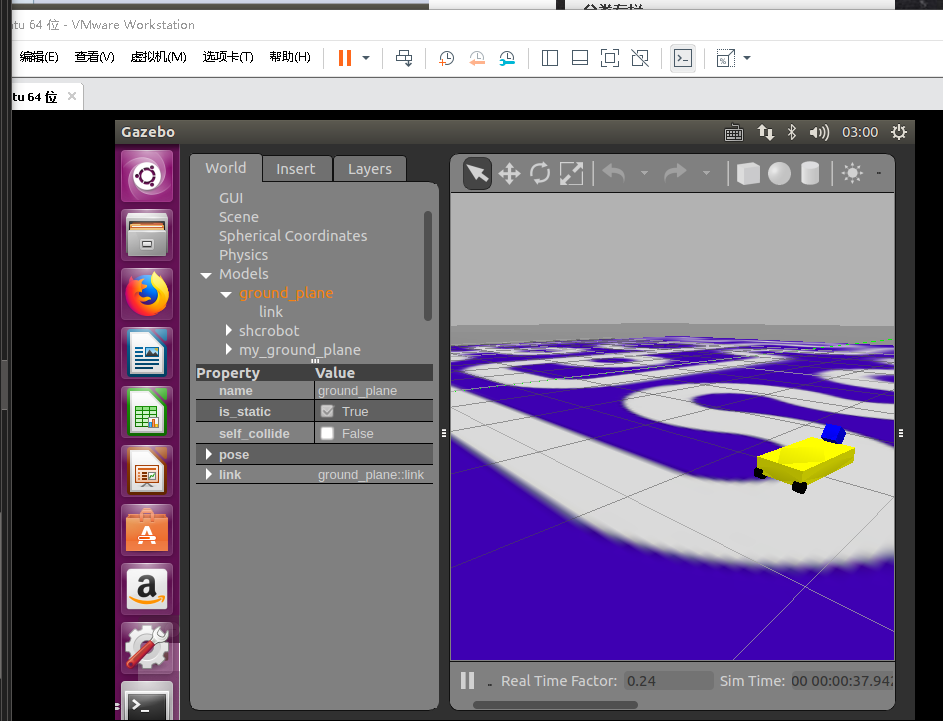 tu 64 位 - VMware Workstation
编辑(E) 查看(V) 虚拟机(M) 选项卡(T) 帮助(H)
tu 64 位
Gazebo 03:00
World Insert Layers
GUI
Scene
Spherical Coordinates
Physics
Models
ground_plane
link
shcrobot
my_ground_plane
Property Value
name ground_plane
is_static True
self_collide False
pose
link ground_plane::link
Real Time Factor: 0.24 Sim Time: 00 00:00:37.942